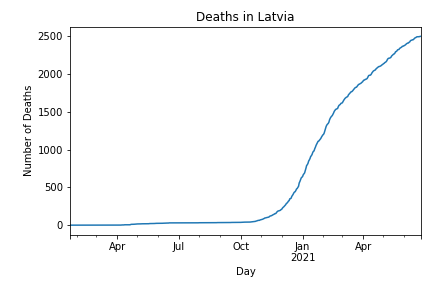 Deaths in Latvia
2500
2000
1500
1000
500
0
Number of Deaths
Apr
Jul
Oct
Jan
2021
Apr
Day